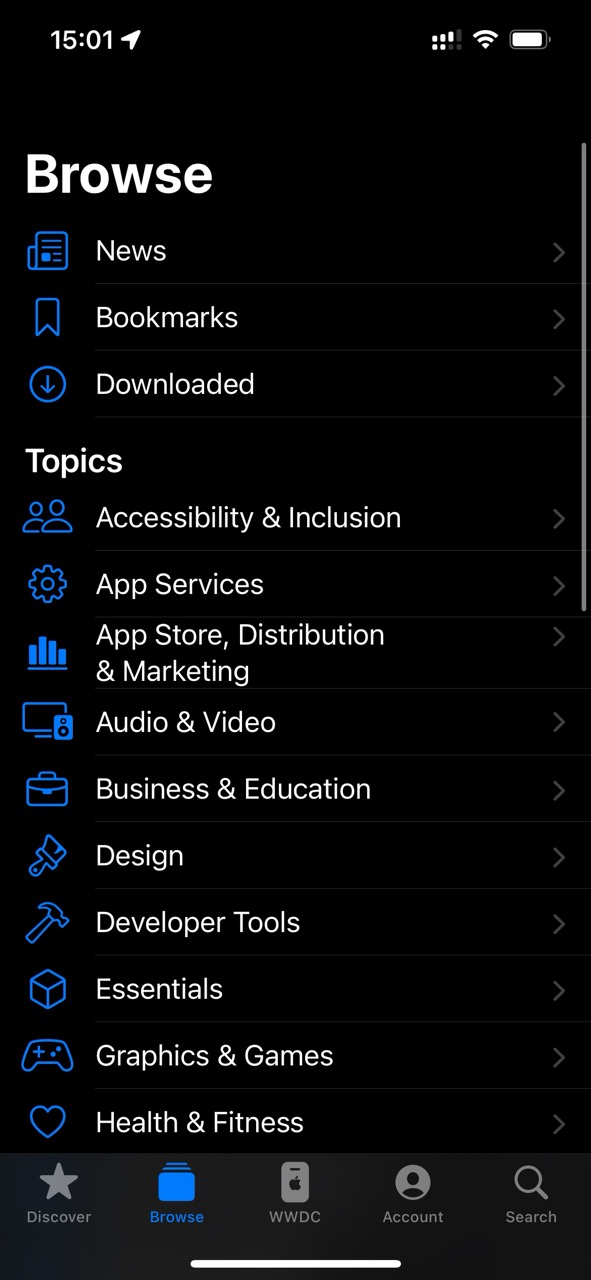 15:01
Browse
News
Bookmarks
Downloaded
Topics
Accessibility & Inclusion
App Services
App Store, Distribution
& Marketing
Audio & Video
Business & Education
Design
Developer Tools
Essentials
Graphics & Games
Health & Fitness
Discover
Browse
WWDC
Account
Search